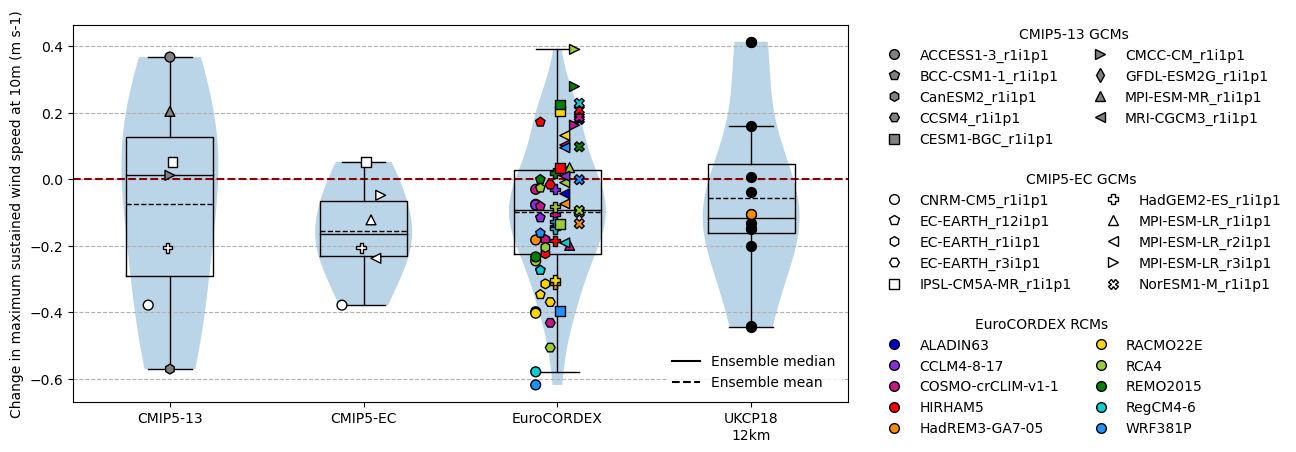 Change in maximum sustained wind speed at 10m (m s-1)
0.4
0.2
0.0
−0.2
−0.4
−0.6
CMIP5-13
CMIP5-EC
EuroCORDEX
UKCP18
12km
Ensemble median
Ensemble mean
CMIP5-13 GCMs
ACCESS1-3_r1i1p1
BCC-CSM1-1_r1i1p1
CanESM2_r1i1p1
CCSM4_r1i1p1
CESM1-BGC_r1i1p1
CMCC-CM_r1i1p1
GFDL-ESM2G_r1i1p1
MPI-ESM-MR_r1i1p1
MRI-CGCM3_r1i1p1
CMIP5-EC GCMs
CNRM-CM5_r1i1p1
EC-EARTH_r12i1p1
EC-EARTH_r1i1p1
EC-EARTH_r3i1p1
IPSL-CM5A-MR_r1i1p1
HadGEM2-ES_r1i1p1
MPI-ESM-LR_r1i1p1
MPI-ESM-LR_r2i1p1
MPI-ESM-LR_r3i1p1
NorESM1-M_r1i1p1
EuroCORDEX RCMs
ALADIN63
CCLM4-8-17
COSMO-crCLIM-v1-1
HIRHAM5
HadREM3-GA7-05
RACMO22E
RCA4
REMO2015
RegCM4-6
WRF381P